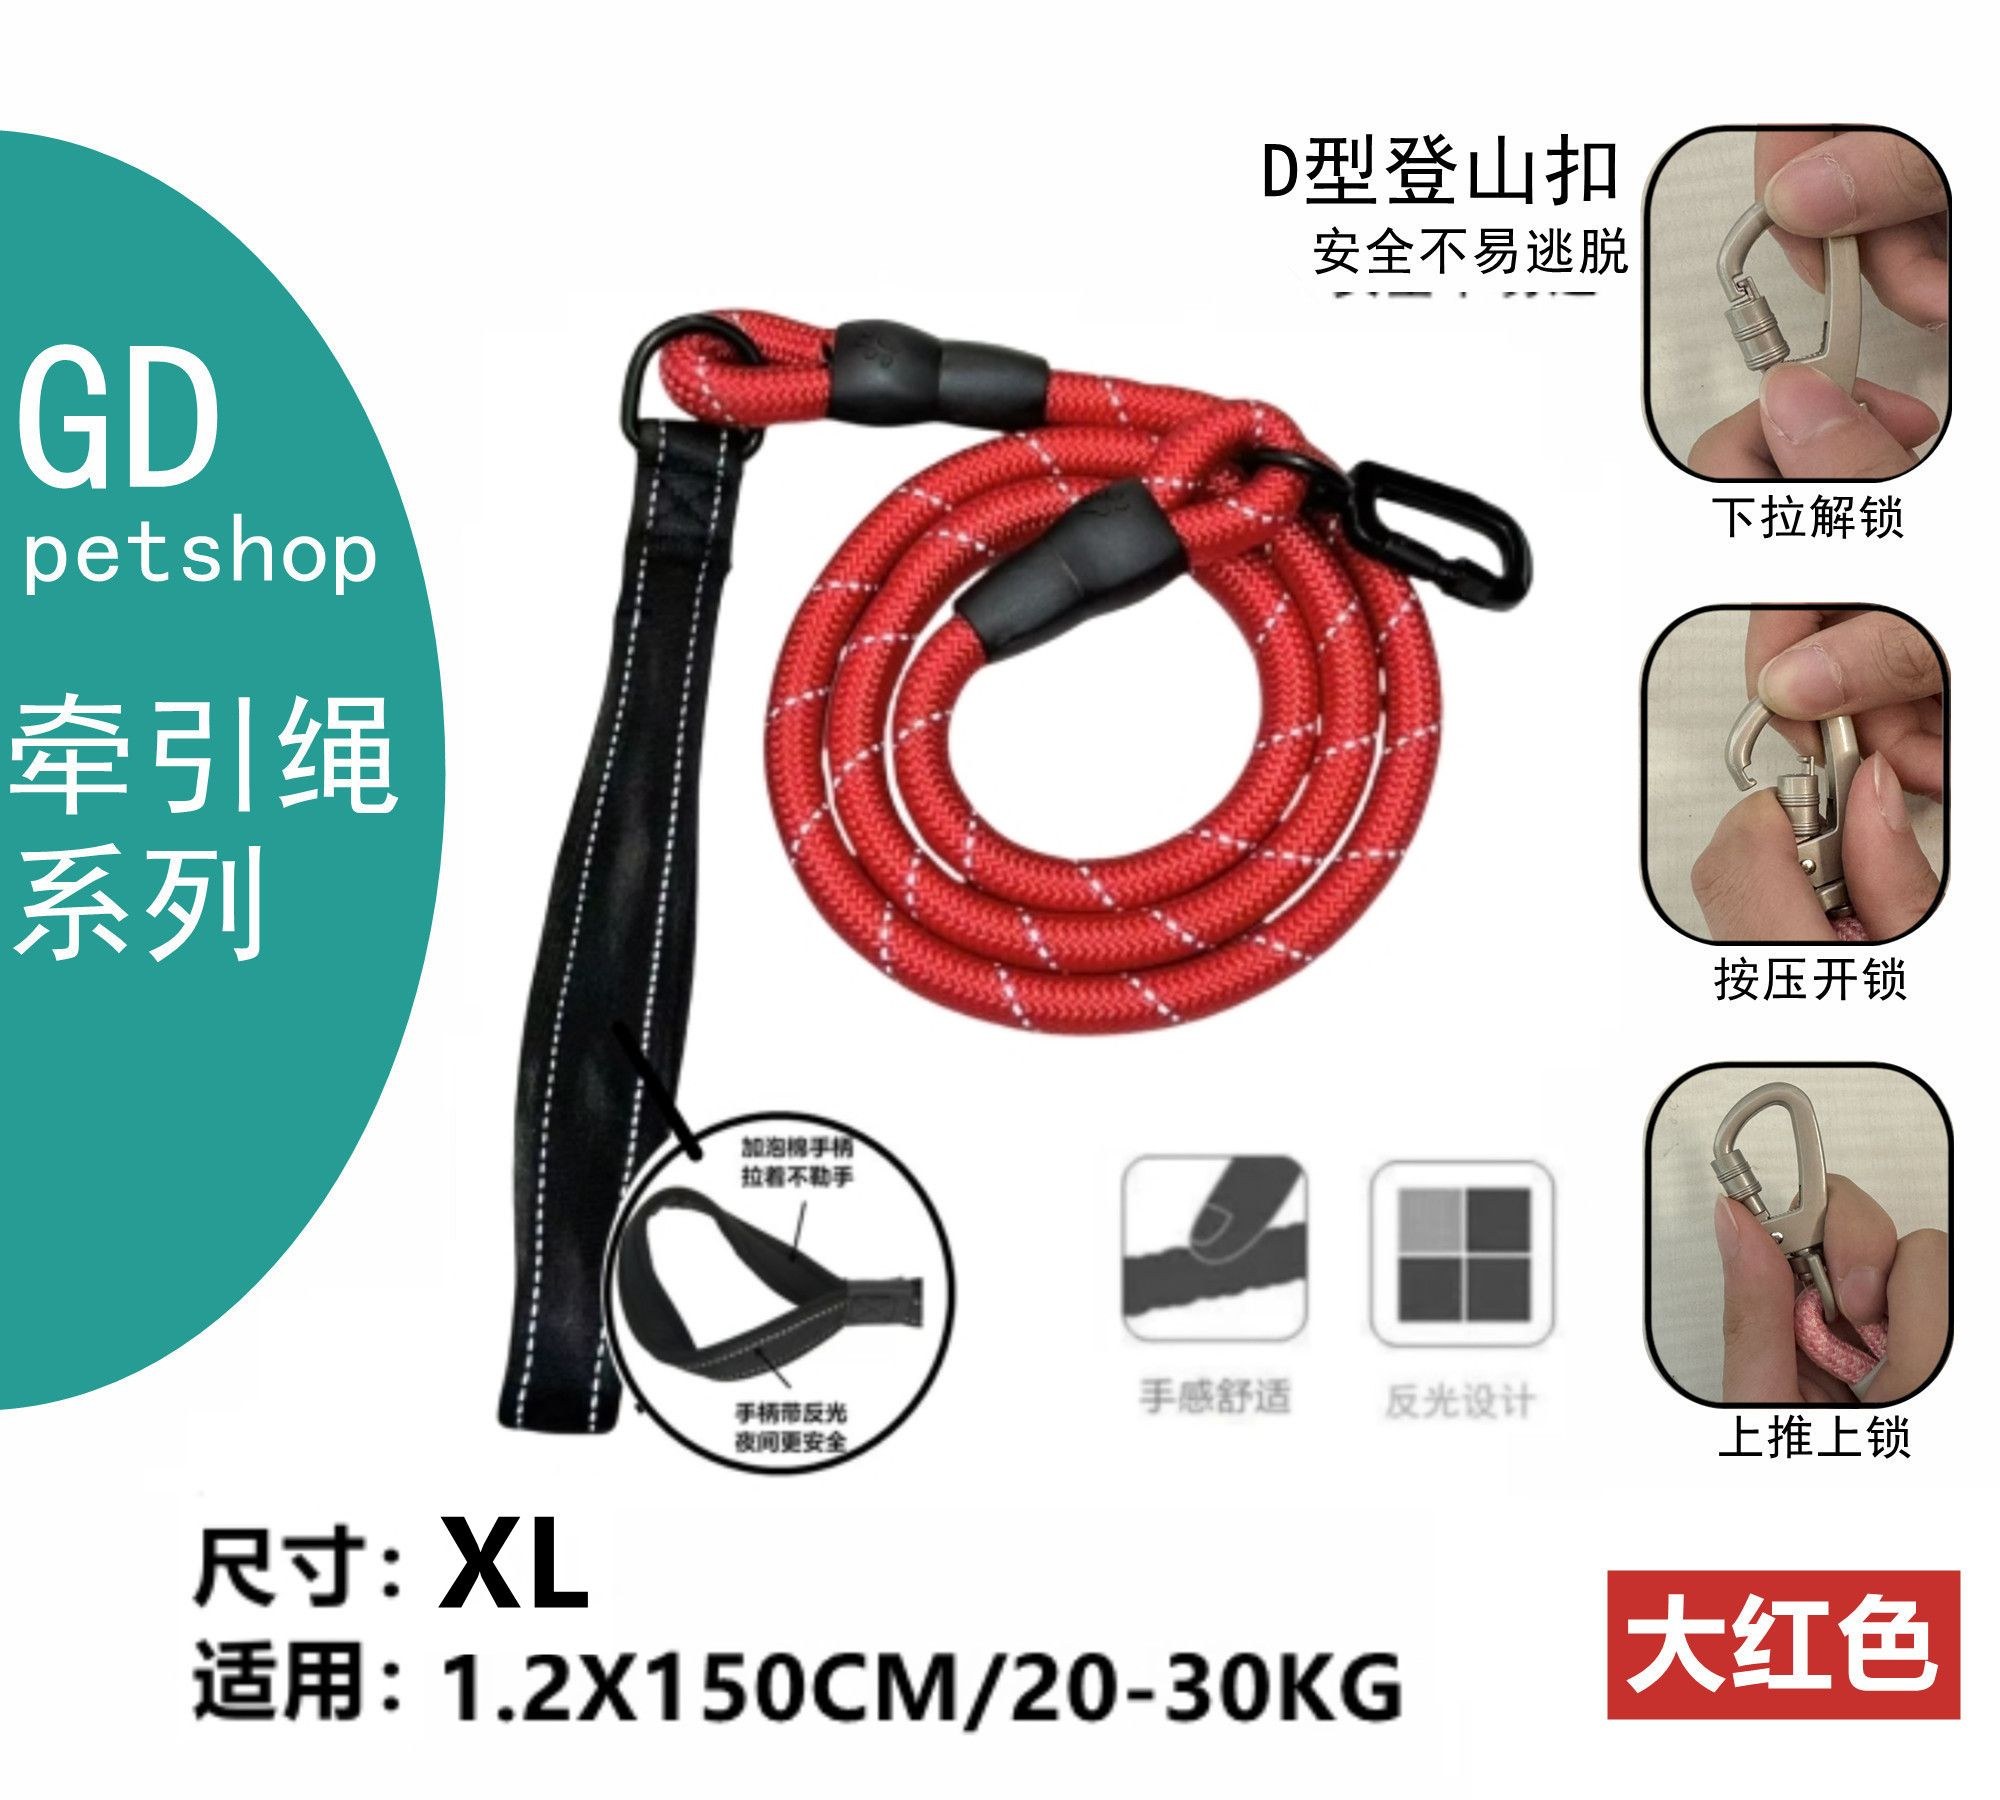 GD
petshop
牵引绳
系列
D型登山扣
安全不易逃脱
下拉解锁
按压开锁
上推上锁
加泡棉手柄
拉着不勒手
手柄带反光
夜间更安全
手感舒适
反光设计
尺寸：XL
适用：1.2X150CM/20-30KG
大红色